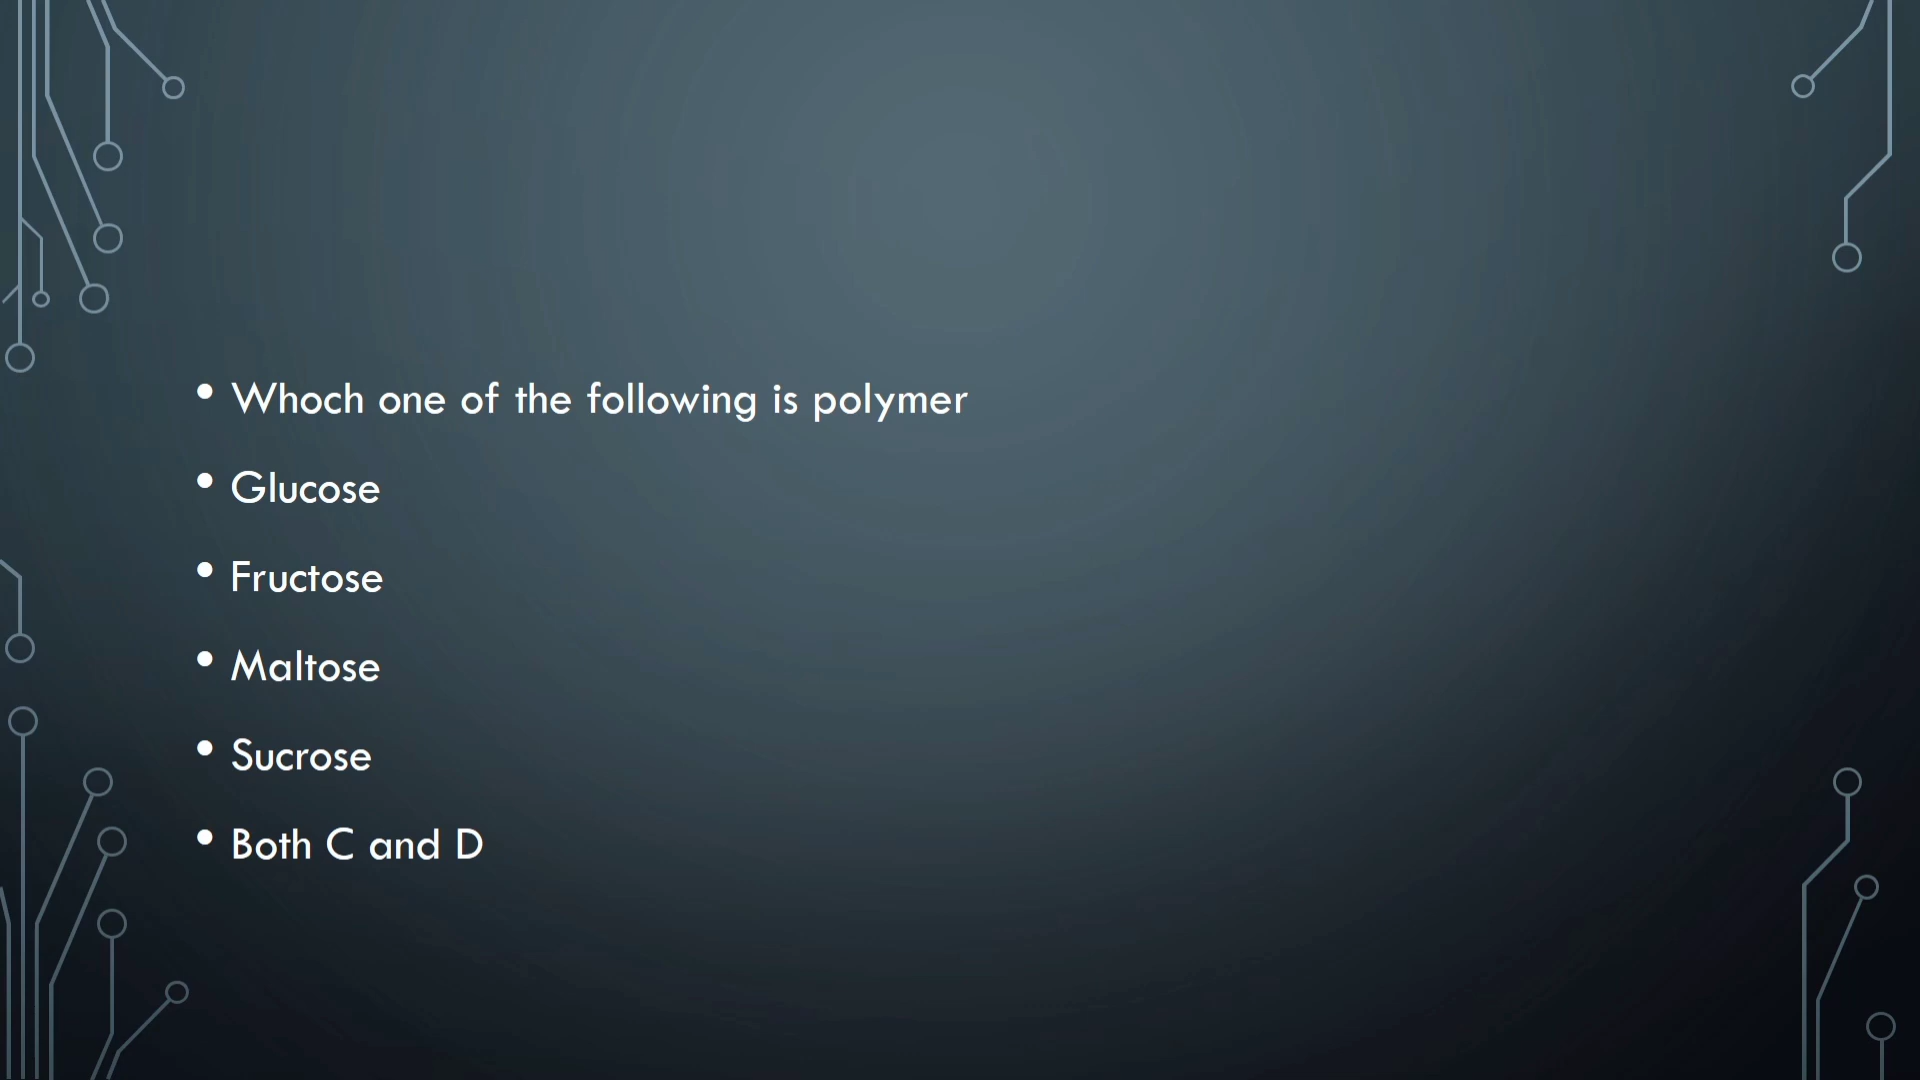 • Whoch one of the following is polymer
• Glucose
• Fructose
• Maltose
• Sucrose
• Both C and D